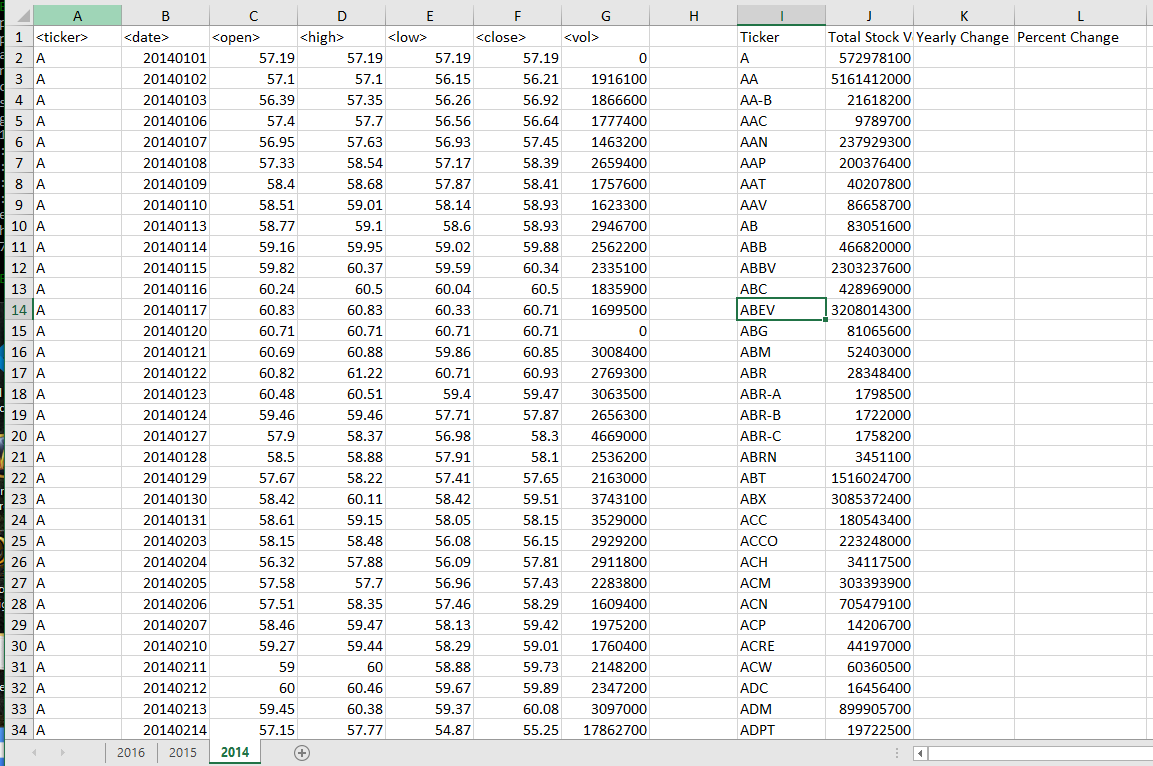 A B C D E F G H I J K L
1 <ticker> <date> <open> <high> <low> <close> <vol> Ticker Total Stock V Yearly Change Percent Change
2 A 20140101 57.19 57.19 57.19 57.19 0 A 572978100
3 A 20140102 57.1 57.1 56.15 56.21 1916100 AA 5161412000
4 A 20140103 56.39 57.35 56.26 56.92 1866600 AA-B 21618200
5 A 20140106 57.4 57.7 56.56 56.64 1777400 AAC 9789700
6 A 20140107 56.95 57.63 56.93 57.45 1463200 AAN 237929300
7 A 20140108 57.33 58.54 57.17 58.39 2659400 AAP 200376400
8 A 20140109 58.4 58.68 57.87 58.41 1757600 AAT 40207800
9 A 20140110 58.51 59.01 58.14 58.93 1623300 AAV 86658700
10 A 20140113 58.77 59.1 58.6 58.93 2946700 AB 83051600
11 A 20140114 59.16 59.95 59.02 59.88 2562200 ABB 466820000
12 A 20140115 59.82 60.37 59.59 60.34 2335100 ABBV 2303237600
13 A 20140116 60.24 60.5 60.04 60.5 1835900 ABC 428969000
14 A 20140117 60.83 60.83 60.33 60.71 1699500 ABEV 3208014300
15 A 20140120 60.71 60.71 60.71 60.71 0 ABG 81065600
16 A 20140121 60.69 60.88 59.86 60.85 3008400 ABM 52403000
17 A 20140122 60.82 61.22 60.71 60.93 2769300 ABR 28348400
18 A 20140123 60.48 60.51 59.4 59.47 3063500 ABR-A 1798500
19 A 20140124 59.46 59.46 57.71 57.87 2656300 ABR-B 1722000
20 A 20140127 57.9 58.37 56.98 58.3 4669000 ABR-C 1758200
21 A 20140128 58.5 58.88 57.91 58.1 2536200 ABRN 3451100
22 A 20140129 57.67 58.22 57.41 57.65 2163000 ABT 1516024700
23 A 20140130 58.42 60.11 58.42 59.51 3743100 ABX 3085372400
24 A 20140131 58.61 59.15 58.05 58.15 3529000 ACC 180543400
25 A 20140203 58.15 58.48 56.08 56.15 2929200 ACCO 223248000
26 A 20140204 56.32 57.88 56.09 57.81 2911800 ACH 34117500
27 A 20140205 57.58 57.7 56.96 57.43 2283800 ACM 303393900
28 A 20140206 57.51 58.35 57.46 58.29 1609400 ACN 705479100
29 A 20140207 58.46 59.47 58.13 59.42 1975200 ACP 14206700
30 A 20140210 59.27 59.44 58.29 59.01 1760400 ACRE 44197000
31 A 20140211 59 60 58.88 59.73 2148200 ACW 60360500
32 A 20140212 60 60.46 59.67 59.89 2347200 ADC 16456400
33 A 20140213 59.45 60.38 59.37 60.08 3097000 ADM 899905700
34 A 20140214 57.15 57.77 54.87 55.25 17862700 ADPT 19722500
2016 2015 2014